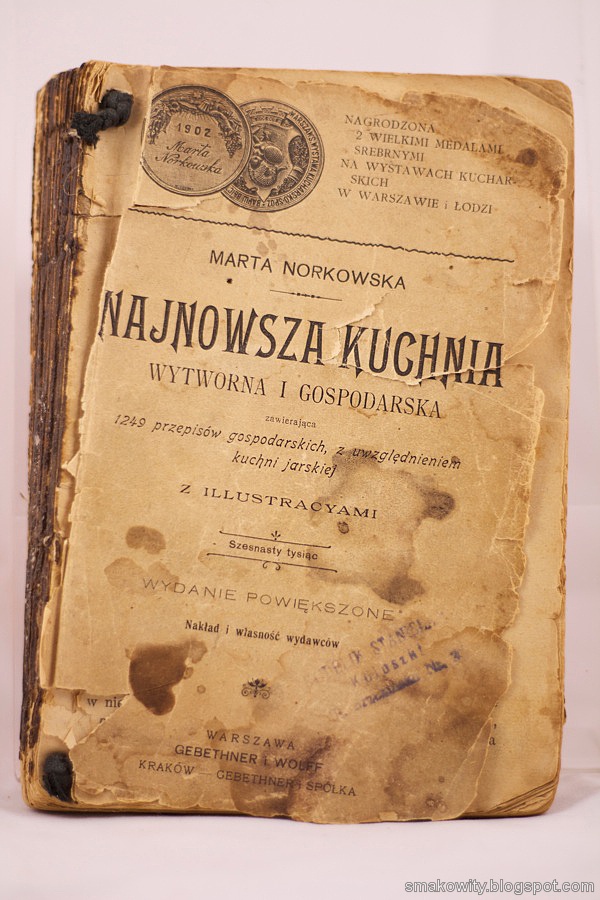 1902
Marta
Norkowska
NAGRODZONA
2 WIELKIMI MEDALAMI
SREBRNYMI
NA WYSTAWACH KUCHAR-
SKICH
W WARSZAWIE i ŁODZI
MARTA NORKOWSKA
NAJNOWSZA KUCHNIA
WYTWORNA I GOSPODARSKA
zawierająca
1249 przepisów gospodarskich, z uwzględnieniem
kuchni jarskiej
Z ILLUSTRACYAMI
Szesnasty tysiąc
WYDANIE POWIĘKSZONE
Nakład i własność wydawców
w nie
WARSZAWA
GEBETHNER i WOLFF
KRAKÓW — GEBETHNER i SPÓŁKA
smakowity.blogspot.com